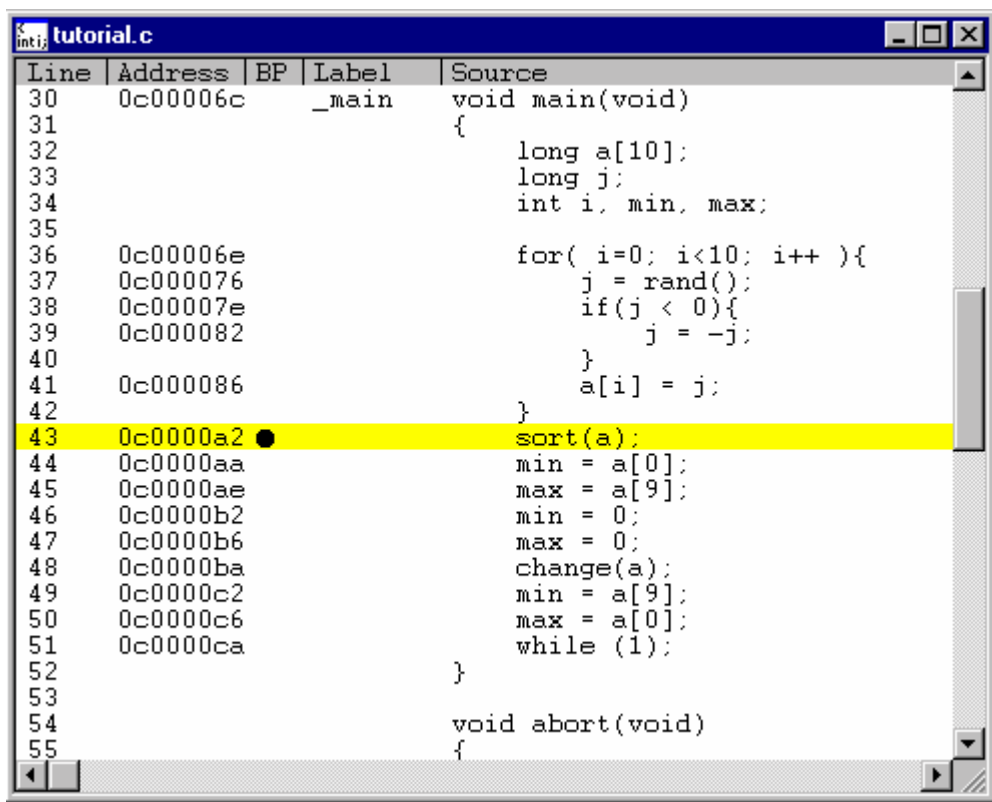 < int i; tutorial.c
Line Address BP Label Source
30 0c00006c _main void main(void)
31 {
32 long a[10];
33 long j;
34 int i, min, max;
35
36 0c00006e for( i=0; i<10; i++ ){
37 0c000076 j = rand();
38 0c00007e if(j < 0){
39 0c000082 j = -j;
40 }
41 0c000086 a[i] = j;
42 }
43 0c0000a2 sort(a);
44 0c0000aa min = a[0];
45 0c0000ae max = a[9];
46 0c0000b2 min = 0;
47 0c0000b6 max = 0;
48 0c0000ba change(a);
49 0c0000c2 min = a[9];
50 0c0000c6 max = a[0];
51 0c0000ca while (1);
52 }
53
54 void abort(void)
55 {